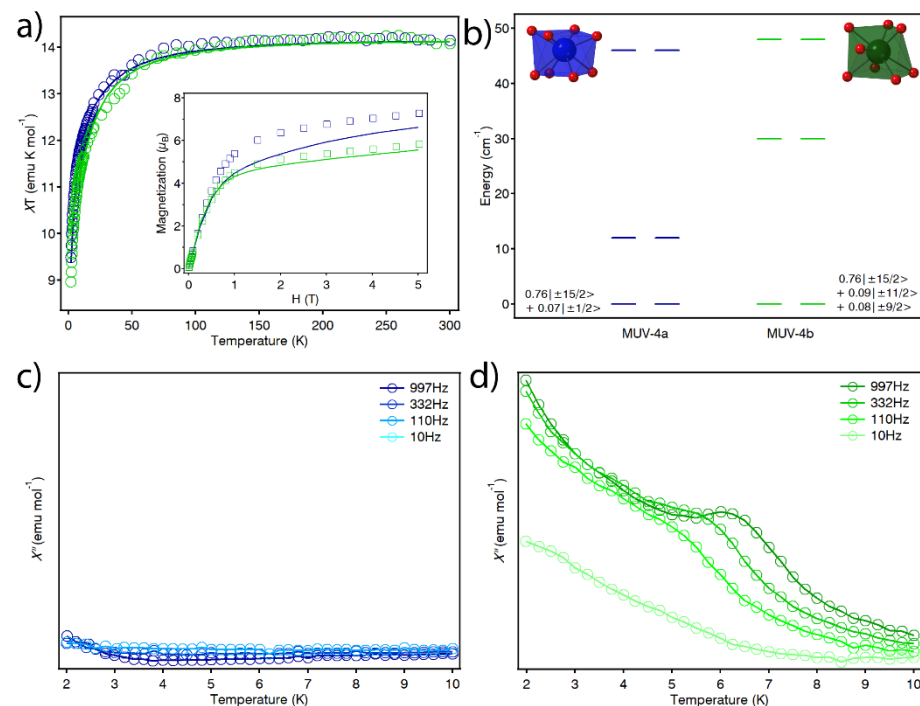 a)
14
13
12
11
10
9
χT (emu K mol⁻¹)
0
50
100
150
200
250
300
Temperature (K)
8
6
4
2
0
Magnetization (μB)
0
1
2
3
4
5
H (T)
b)
50
40
30
20
10
0
Energy (cm⁻¹)
0.76|±15/2>
+ 0.07|±1/2>
0.76|±15/2>
+ 0.09|±11/2>
+ 0.08|±9/2>
MUV-4a
MUV-4b
c)
997Hz
332Hz
110Hz
10Hz
χ'' (emu mol⁻¹)
2
3
4
5
6
7
8
9
10
Temperature (K)
d)
997Hz
332Hz
110Hz
10Hz
χ'' (emu mol⁻¹)
2
3
4
5
6
7
8
9
10
Temperature (K)